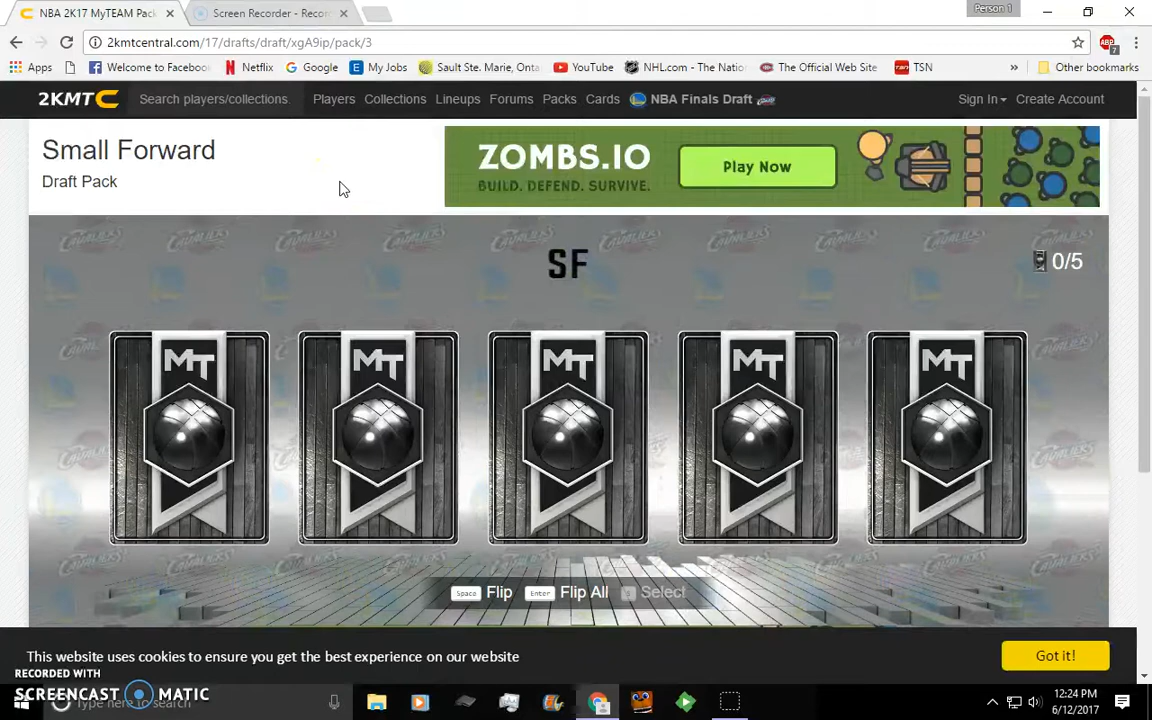 NBA 2K17 MyTEAM Pack
Screen Recorder - Recor
Person 1
2kmtcentral.com/17/drafts/draft/xgA9ip/pack/3
ABP
7
Apps
Welcome to Facebook
Netflix
Google
My Jobs
Sault Ste. Marie, Onta
YouTube
NHL.com - The Natio
The Official Web Site
TSN
»
Other bookmarks
2KMTC
Search players/collections.
Players
Collections
Lineups
Forums
Packs
Cards
NBA Finals Draft
Sign In
Create Account
Small Forward
Draft Pack
ZOMBS.IO
BUILD. DEFEND. SURVIVE.
Play Now
SF
0/5
MT
MT
MT
MT
MT
Space Flip
Enter Flip All
S Select
This website uses cookies to ensure you get the best experience on our website
Got it!
RECORDED WITH
SCREENCAST MATIC
Type here to search
12:24 PM
6/12/2017